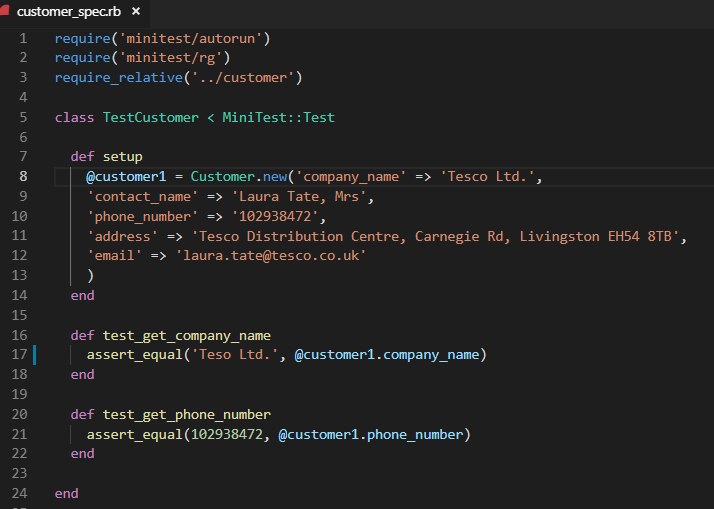 customer_spec.rb ×
1 require('minitest/autorun')
2 require('minitest/rg')
3 require_relative('../customer')
4
5 class TestCustomer < MiniTest::Test
6
7 def setup
8 @customer1 = Customer.new('company_name' => 'Tesco Ltd.',
9 'contact_name' => 'Laura Tate, Mrs',
10 'phone_number' => '102938472',
11 'address' => 'Tesco Distribution Centre, Carnegie Rd, Livingston EH54 8TB',
12 'email' => 'laura.tate@tesco.co.uk'
13 )
14 end
15
16 def test_get_company_name
17 assert_equal('Teso Ltd.', @customer1.company_name)
18 end
19
20 def test_get_phone_number
21 assert_equal(102938472, @customer1.phone_number)
22 end
23
24 end